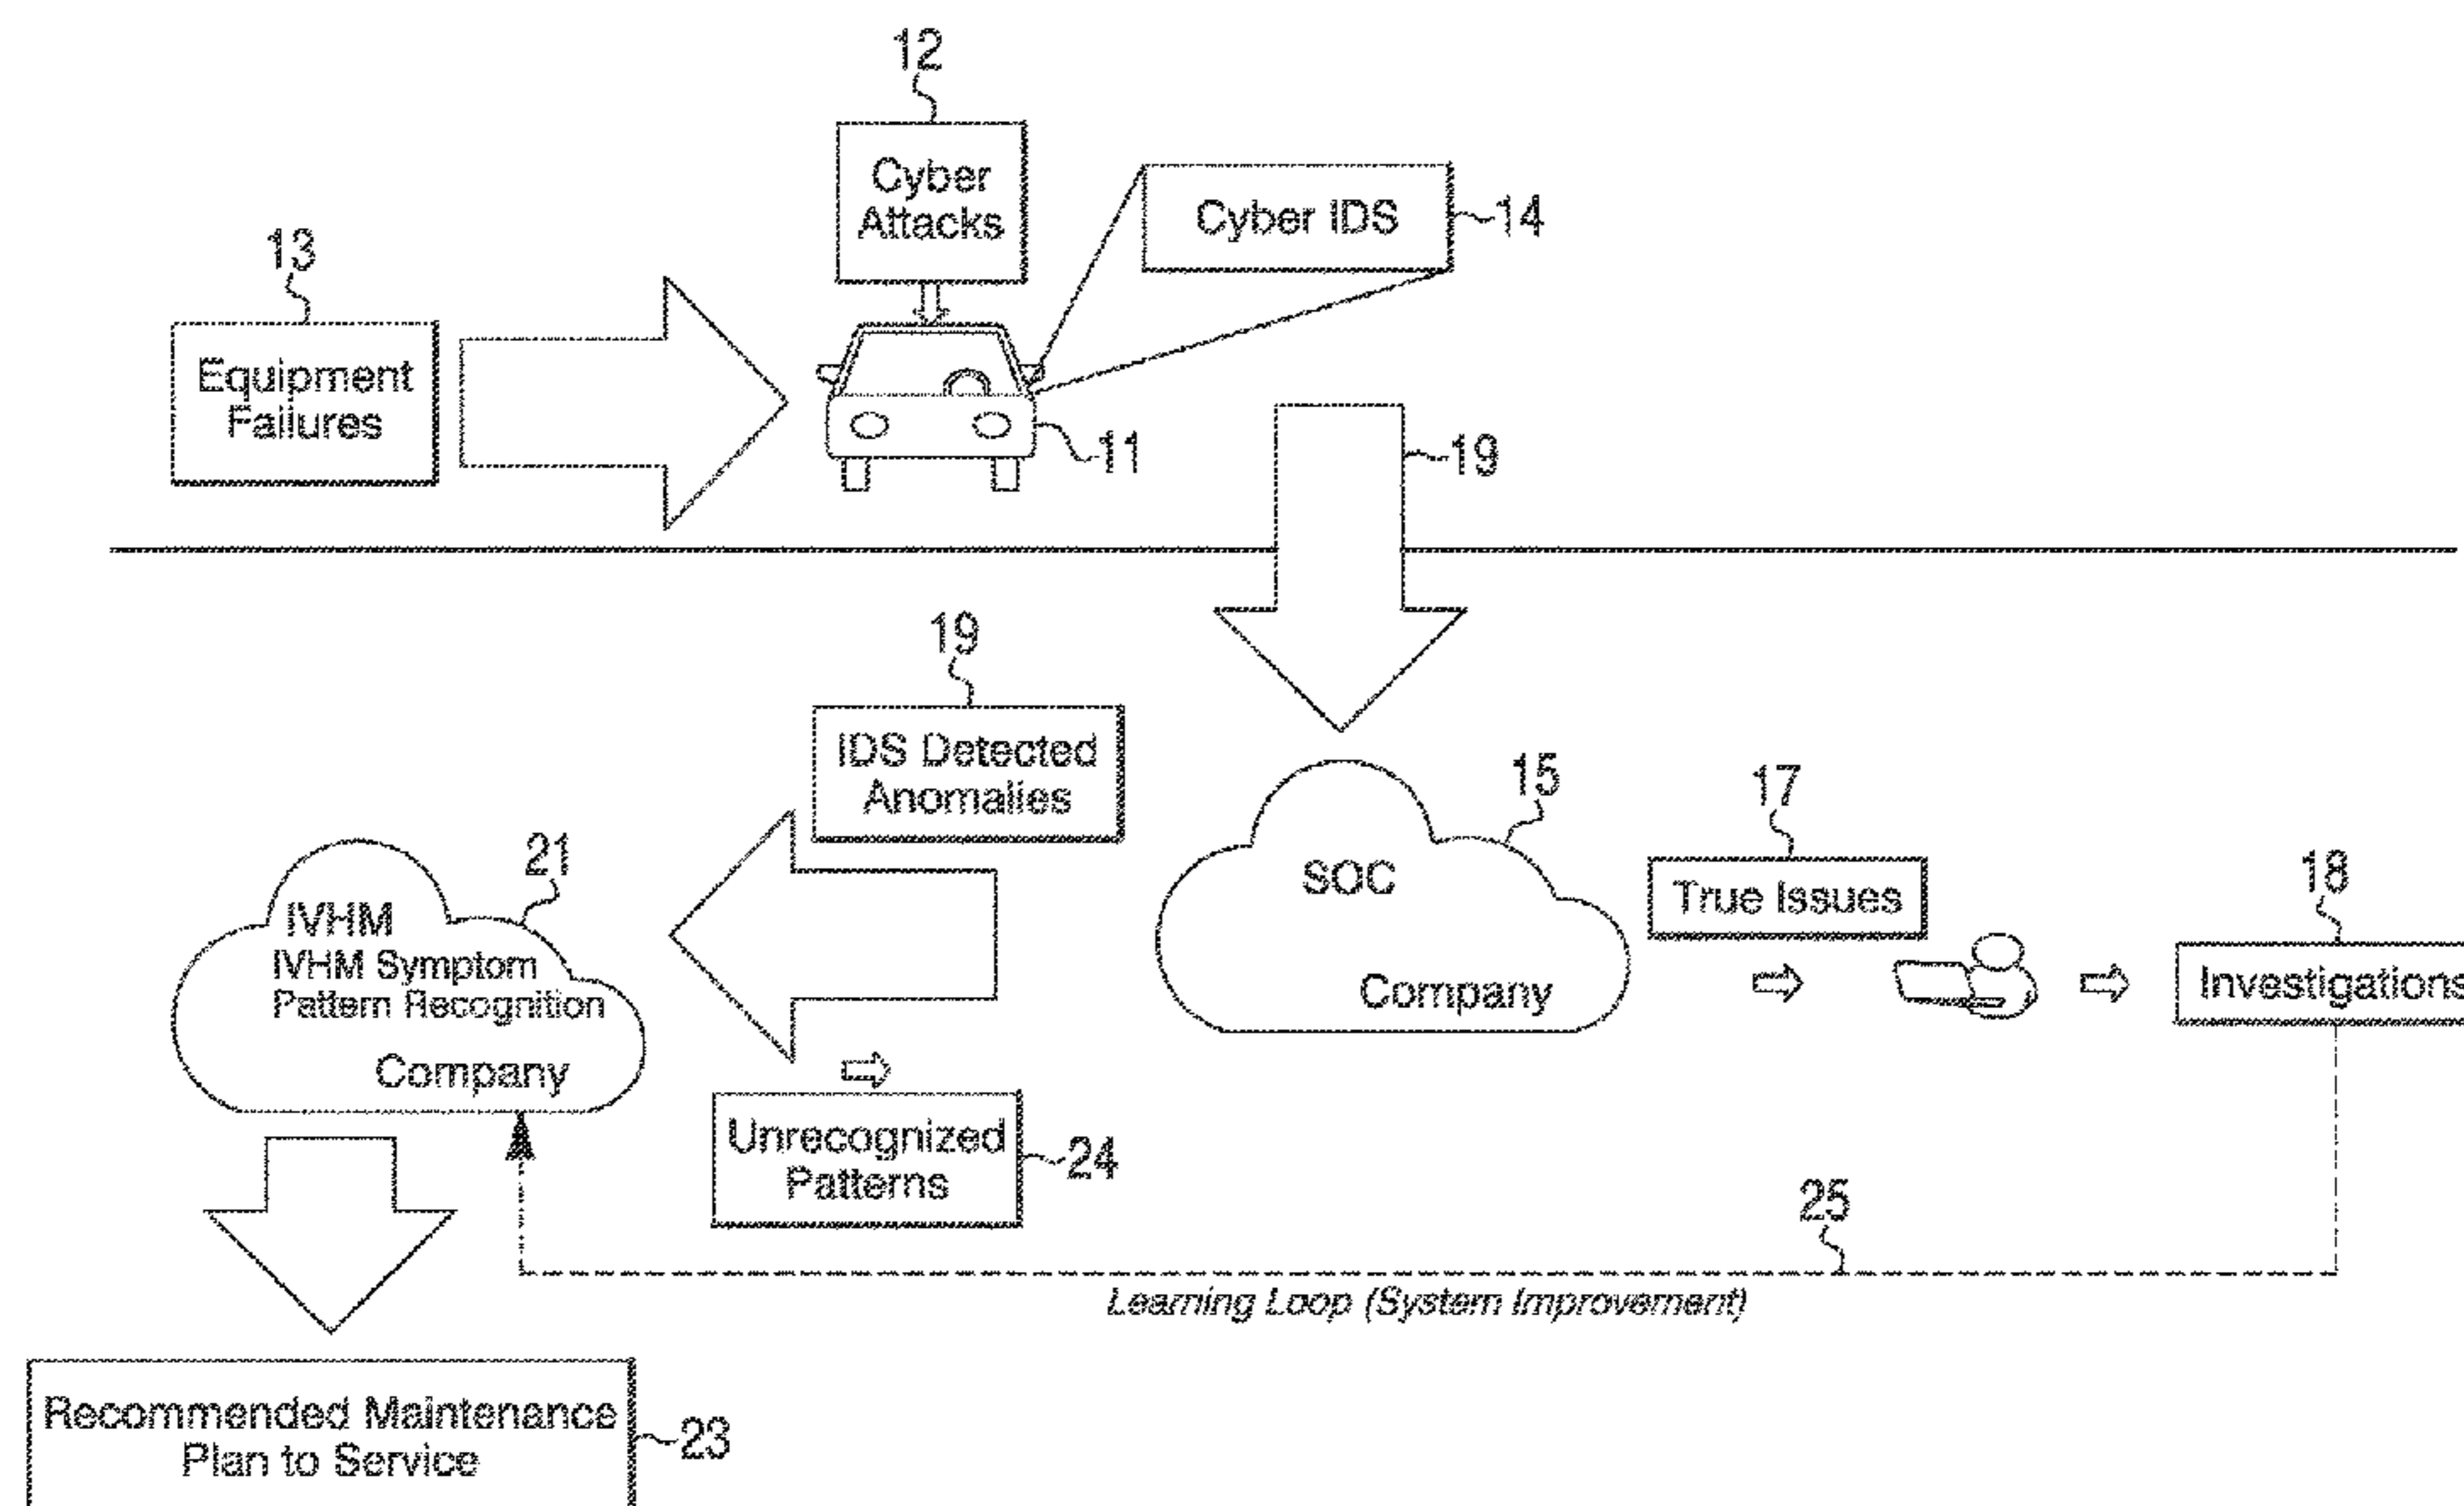 12
Cyber
Attacks
Cyber IDS
14
13
Equipment
Failures
11
19
19
IDS Detected
Anomalies
15
SOC
Company
17
True Issues
18
Investigations
21
IVHM
IVHM Symptom
Pattern Recognition
Company
Unrecognized
Patterns
24
25
Learning Loop (System Improvement)
Recommended Maintenance
Plan to Service
23